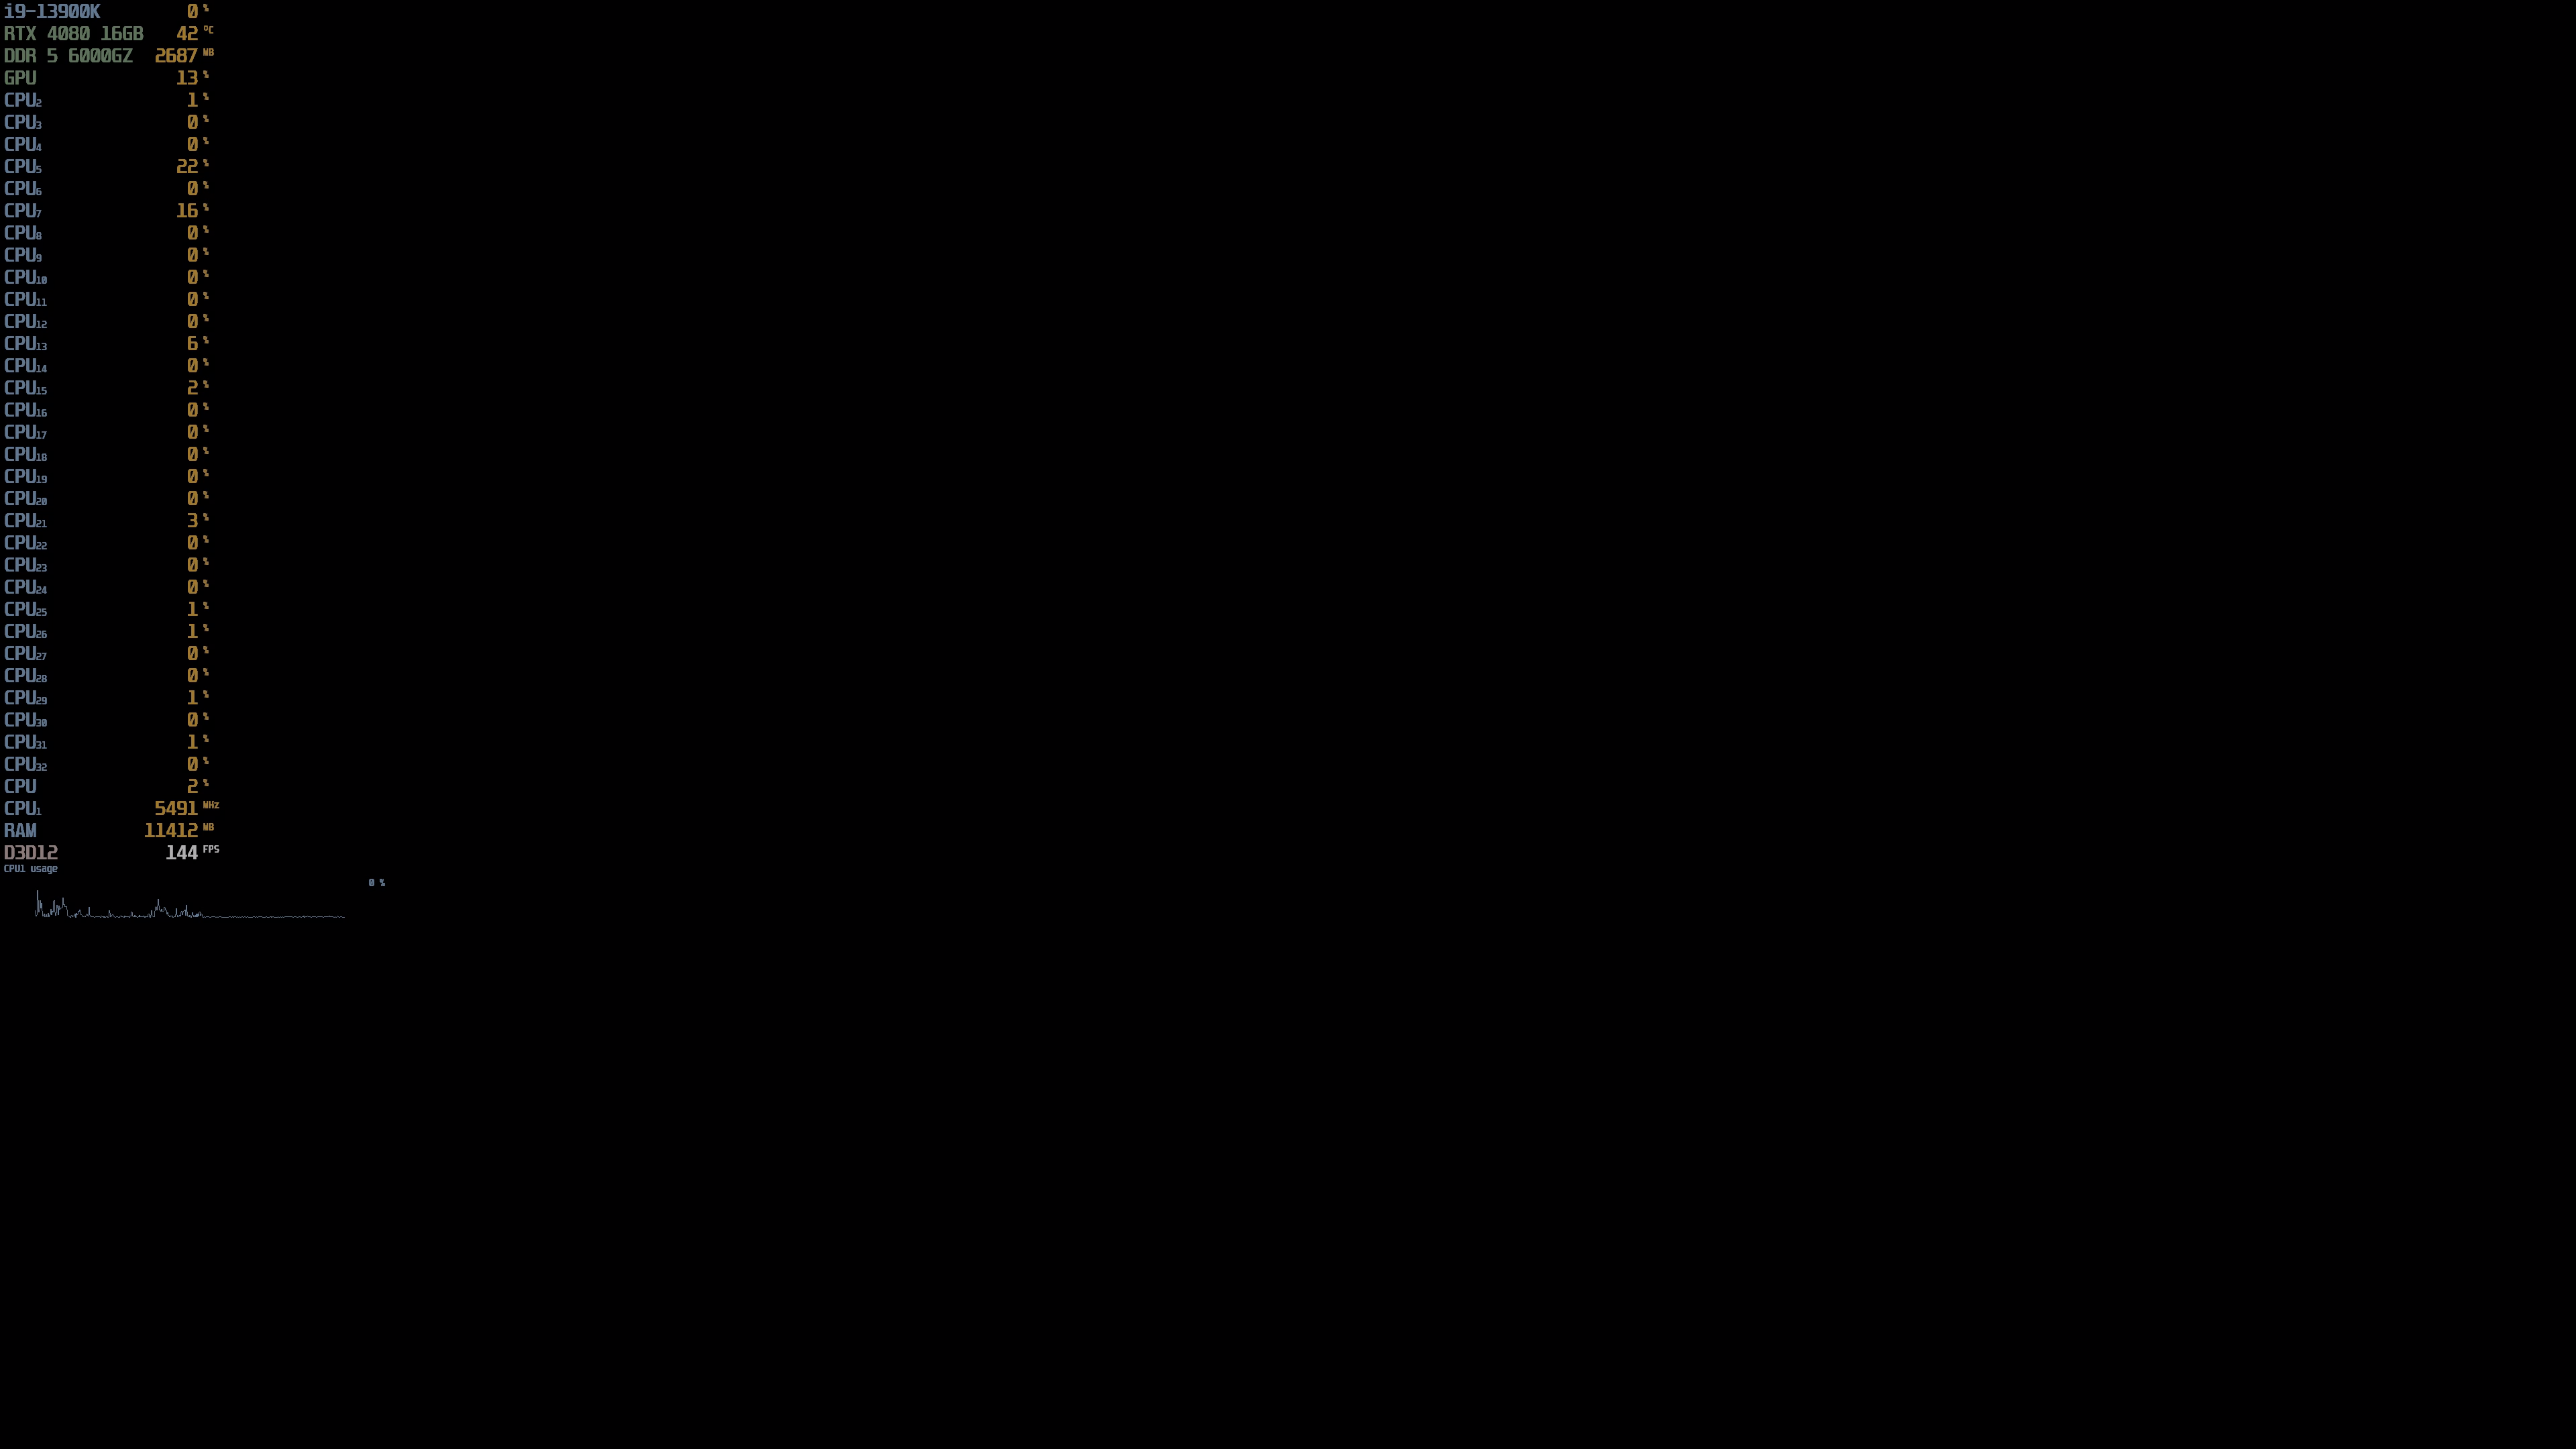 i9-13900K 0 %
RTX 4080 16GB 42 °C
DDR 5 6000GZ 2687 MB
GPU 13 %
CPU2 1 %
CPU3 0 %
CPU4 0 %
CPU5 22 %
CPU6 0 %
CPU7 16 %
CPU8 0 %
CPU9 0 %
CPU10 0 %
CPU11 0 %
CPU12 0 %
CPU13 6 %
CPU14 0 %
CPU15 2 %
CPU16 0 %
CPU17 0 %
CPU18 0 %
CPU19 0 %
CPU20 0 %
CPU21 3 %
CPU22 0 %
CPU23 0 %
CPU24 0 %
CPU25 1 %
CPU26 1 %
CPU27 0 %
CPU28 0 %
CPU29 1 %
CPU30 0 %
CPU31 1 %
CPU32 0 %
CPU 2 %
CPU1 5491 MHz
RAM 11412 MB
D3D12 144 FPS
CPU1 usage
0 %